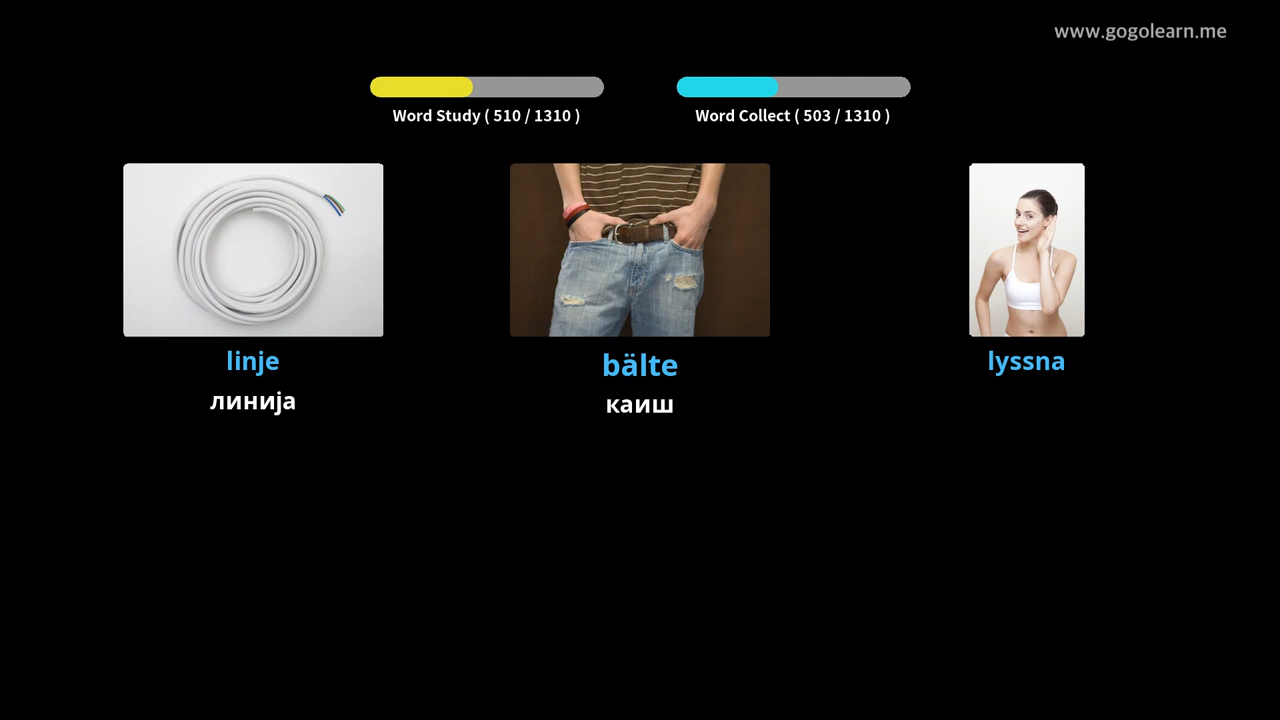 www.gogolearn.me
Word Study ( 510 / 1310 )
Word Collect ( 503 / 1310 )
linje
линија
bälte
каиш
lyssna